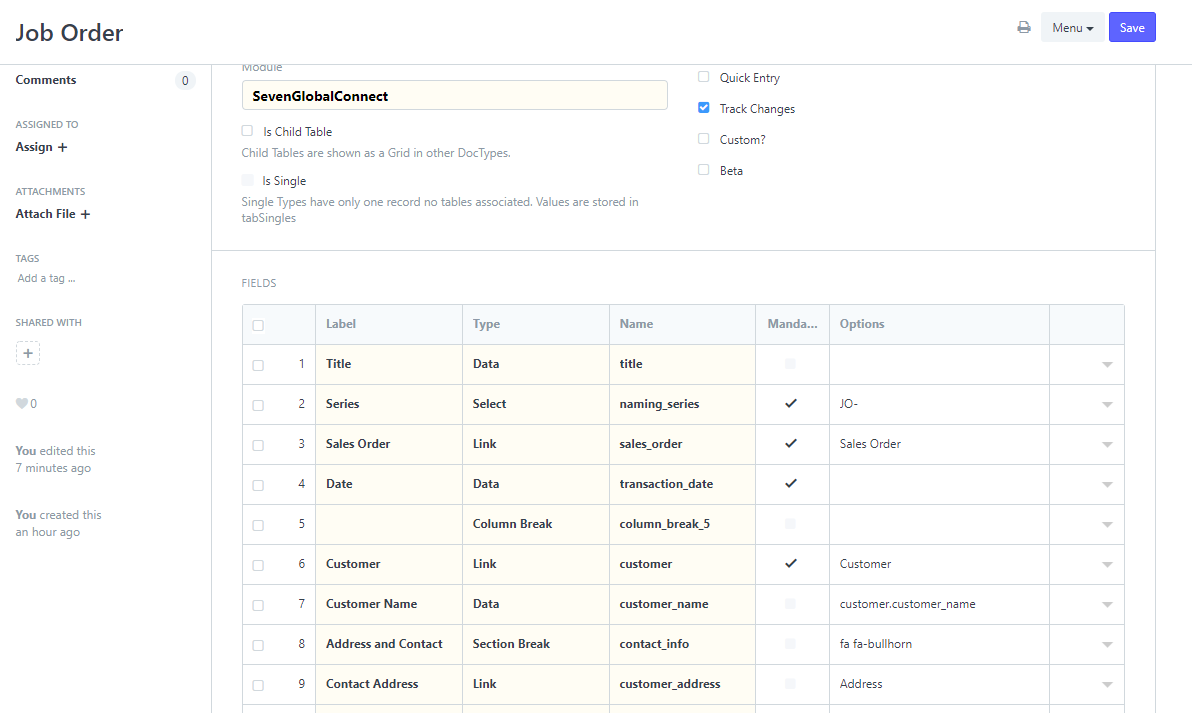 Job Order
Menu
Save
Comments 0
ASSIGNED TO
Assign +
ATTACHMENTS
Attach File +
TAGS
Add a tag ...
SHARED WITH
+
0
You edited this
7 minutes ago
You created this
an hour ago
Module
SevenGlobalConnect
Is Child Table
Child Tables are shown as a Grid in other DocTypes.
Is Single
Single Types have only one record no tables associated. Values are stored in
tabSingles
Quick Entry
Track Changes
Custom?
Beta
FIELDS
Label Type Name Manda... Options
1 Title Data title
2 Series Select naming_series JO-
3 Sales Order Link sales_order Sales Order
4 Date Data transaction_date
5 Column Break column_break_5
6 Customer Link customer Customer
7 Customer Name Data customer_name customer.customer_name
8 Address and Contact Section Break contact_info fa fa-bullhorn
9 Contact Address Link customer_address Address